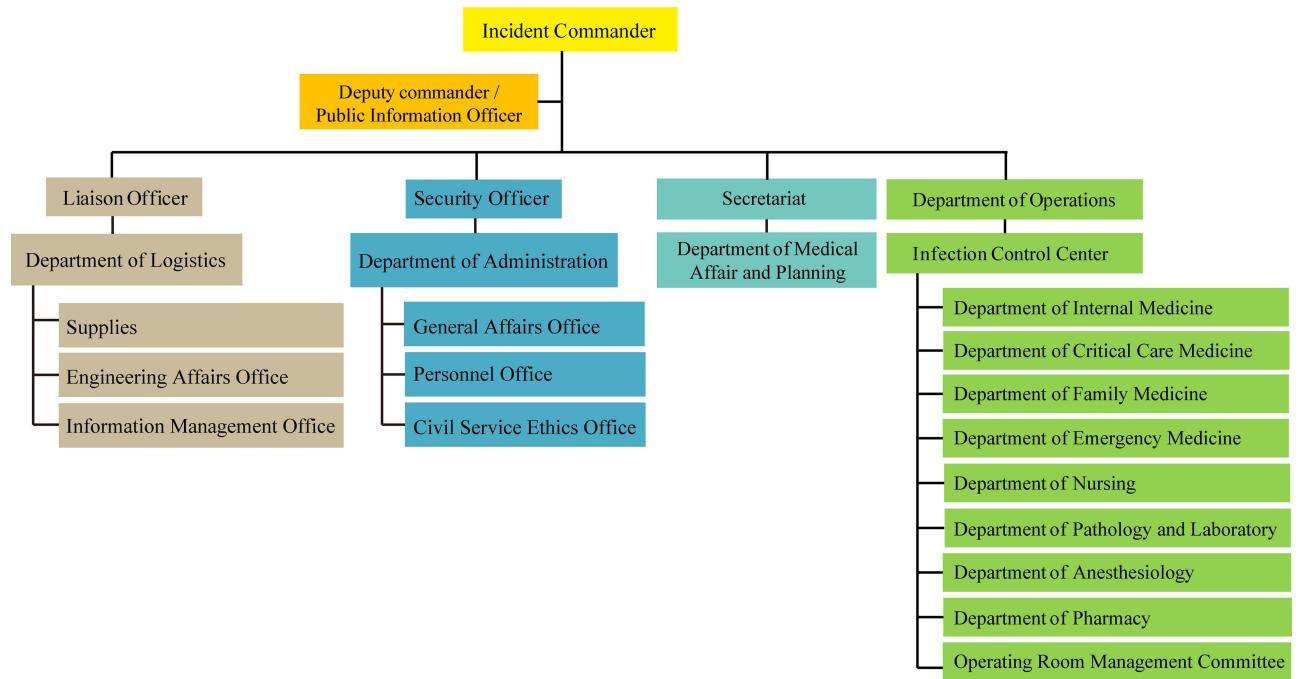 Incident Commander
Deputy commander /
Public Information Officer
Liaison Officer
Security Officer
Secretariat
Department of Operations
Department of Logistics
Department of Administration
Department of Medical
Affair and Planning
Infection Control Center
Supplies
Engineering Affairs Office
Information Management Office
General Affairs Office
Personnel Office
Civil Service Ethics Office
Department of Internal Medicine
Department of Critical Care Medicine
Department of Family Medicine
Department of Emergency Medicine
Department of Nursing
Department of Pathology and Laboratory
Department of Anesthesiology
Department of Pharmacy
Operating Room Management Committee